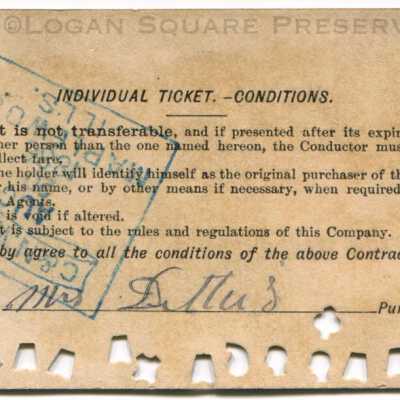 ©Logan Square Preserv
INDIVIDUAL TICKET.—CONDITIONS.
t is not transferable, and if presented after its expir
her person than the one named hereon, the Conductor mus
llect fare.
he holder will identify himself as the original purchaser of th
his name, or by other means if necessary, when required
Agents.
is void if altered.
t is subject to the rules and regulations of this Company.
by agree to all the conditions of the above Contrac
Mrs
Pur
MAPLEWOOD
ILLS.
C. &